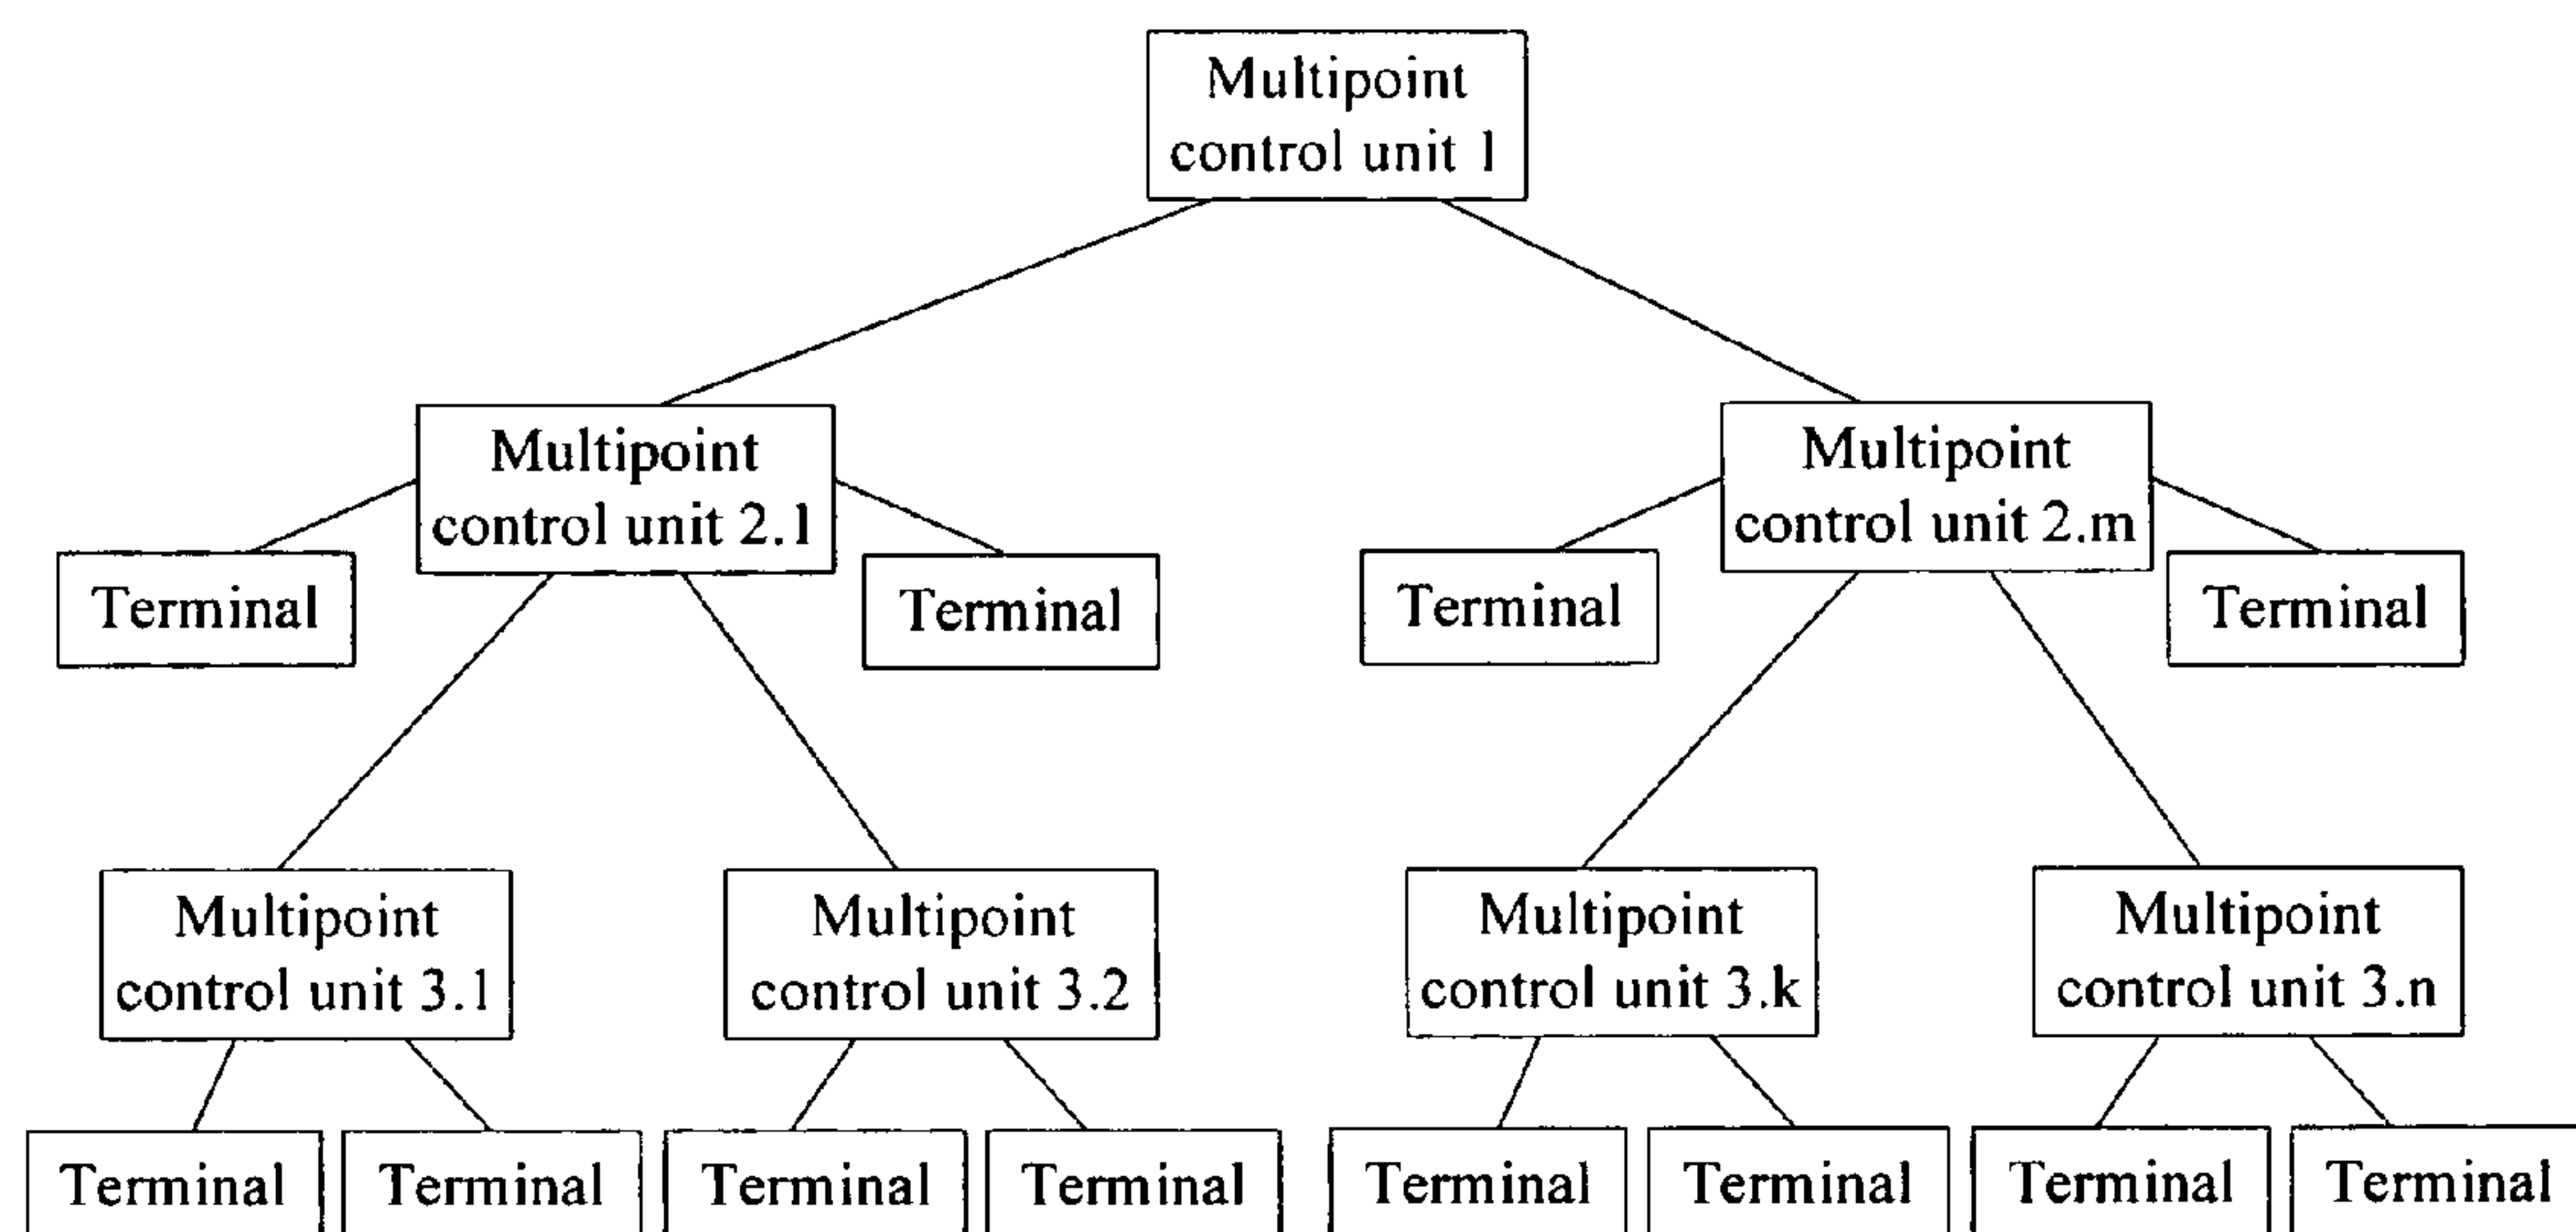 Multipoint
control unit 1
Multipoint
control unit 2.1
Multipoint
control unit 2.m
Terminal
Terminal
Terminal
Terminal
Multipoint
control unit 3.1
Multipoint
control unit 3.2
Multipoint
control unit 3.k
Multipoint
control unit 3.n
Terminal
Terminal
Terminal
Terminal
Terminal
Terminal
Terminal
Terminal